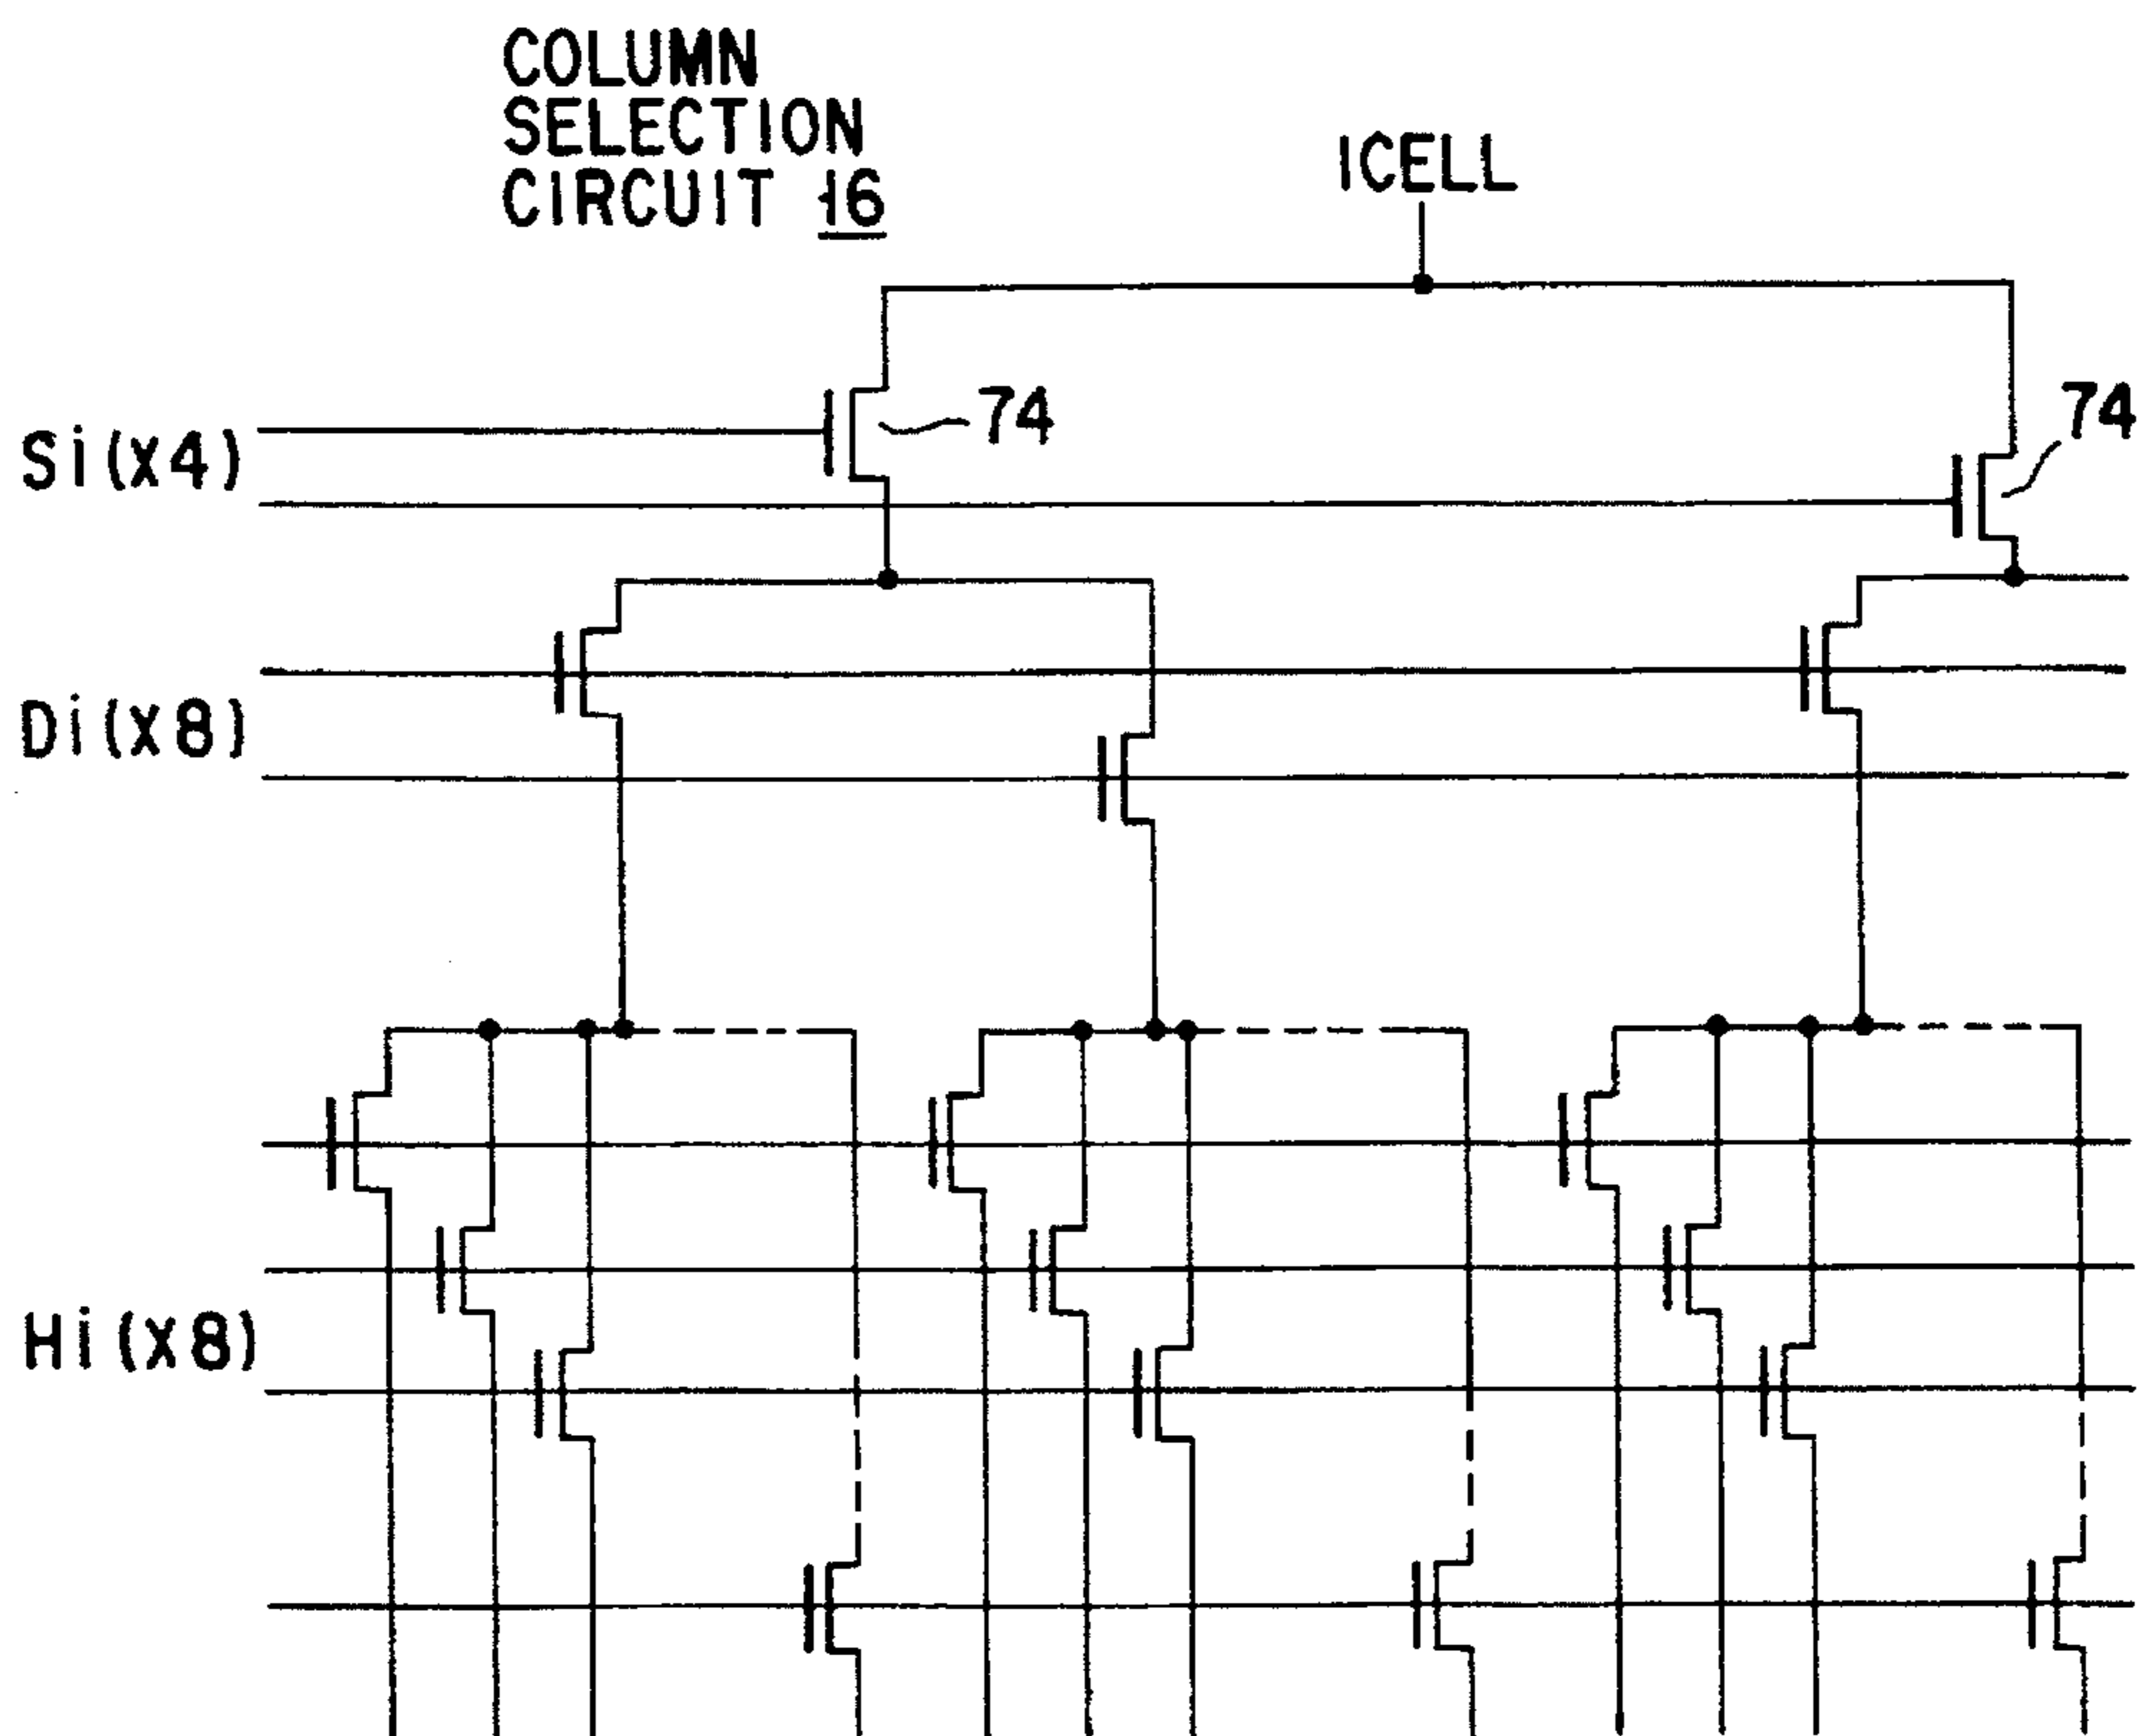 COLUMN
SELECTION
CIRCUIT 16
ICELL
74
74
Si(X4)
Di(X8)
Hi(X8)